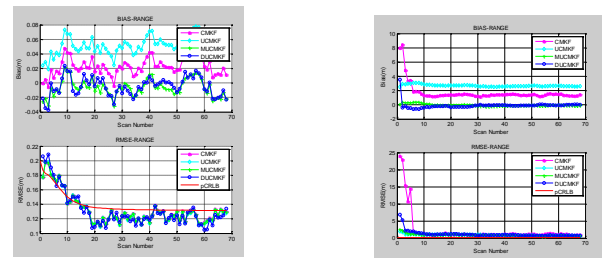 BIAS-RANGE
0.08
0.06
0.04
0.02
0
-0.02
-0.04
Bias(m)
CMKF
UCMKF
MUCMKF
DUCMKF
0 10 20 30 40 50 60 70
Scan Number
RMSE-RANGE
0.22
0.2
0.18
0.16
0.14
0.12
0.1
RMSE(m)
CMKF
UCMKF
MUCMKF
DUCMKF
pCRLB
0 10 20 30 40 50 60 70
Scan Number
BIAS-RANGE
10
8
6
4
2
0
-2
Bias(m)
CMKF
UCMKF
MUCMKF
DUCMKF
0 10 20 30 40 50 60 70
Scan Number
RMSE-RANGE
25
20
15
10
5
0
RMSE(m)
CMKF
UCMKF
MUCMKF
DUCMKF
pCRLB
0 10 20 30 40 50 60 70
Scan Number